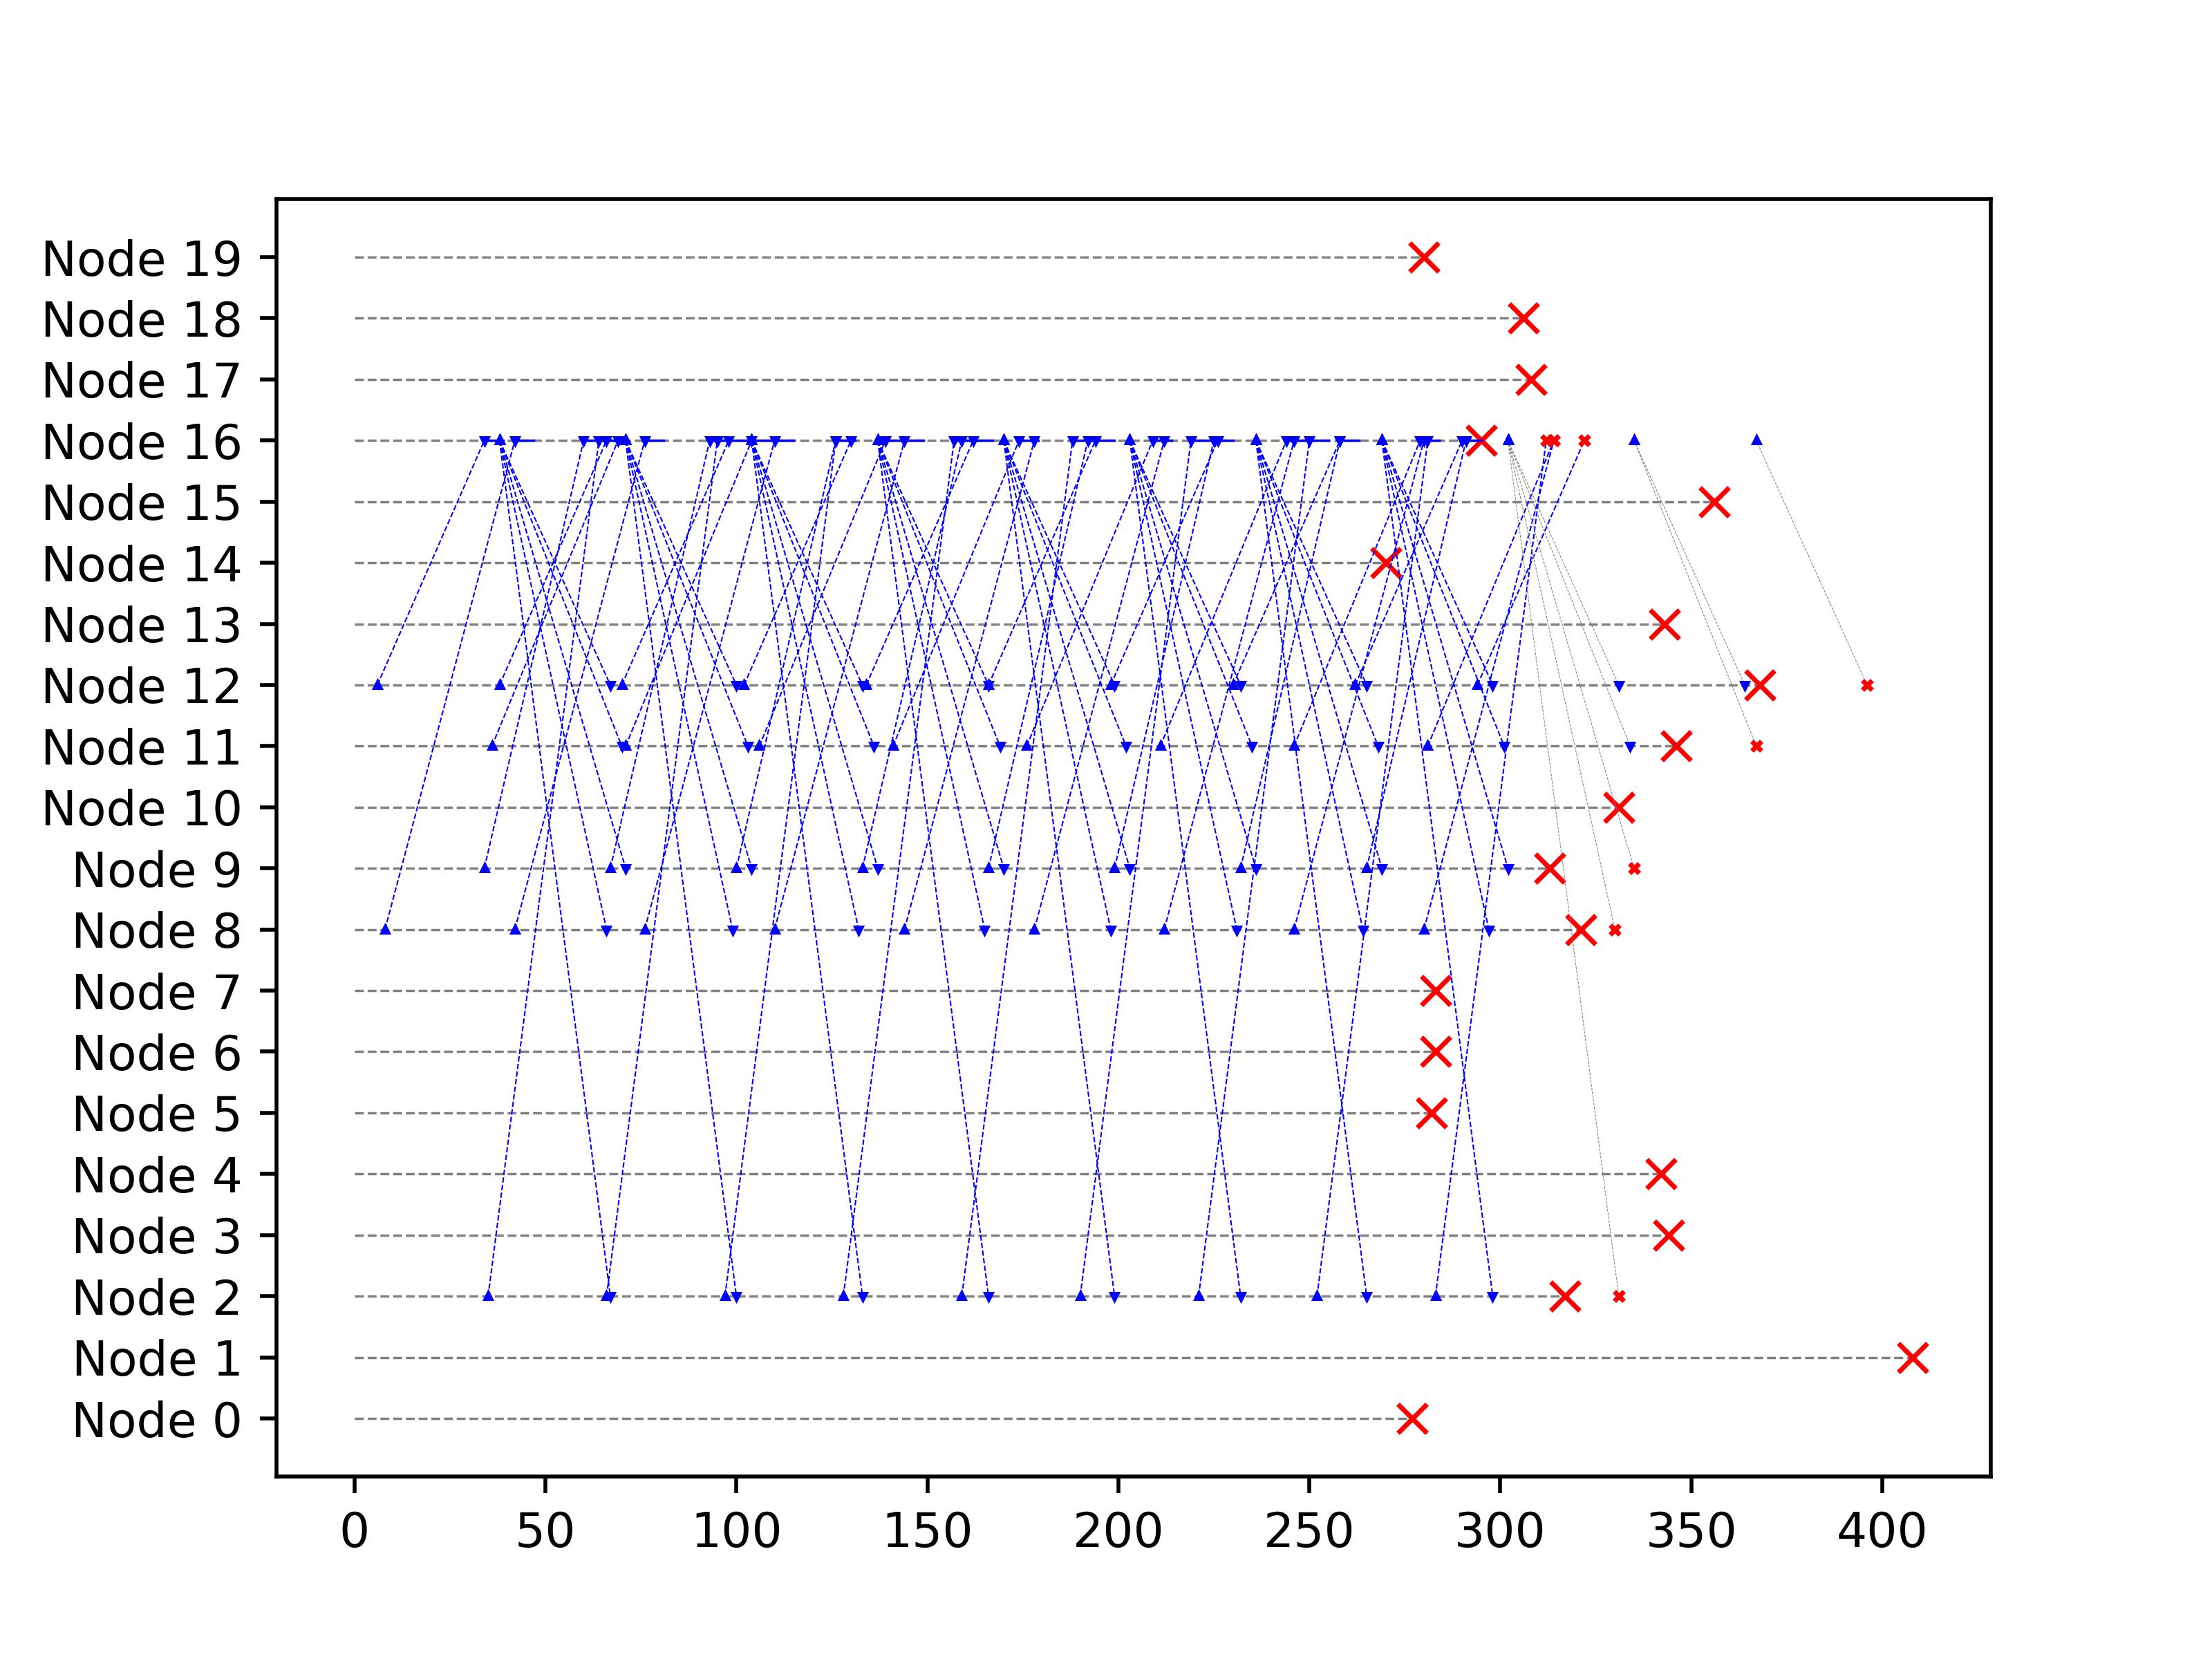 Node 19
Node 18
Node 17
Node 16
Node 15
Node 14
Node 13
Node 12
Node 11
Node 10
Node 9
Node 8
Node 7
Node 6
Node 5
Node 4
Node 3
Node 2
Node 1
Node 0
0 50 100 150 200 250 300 350 400